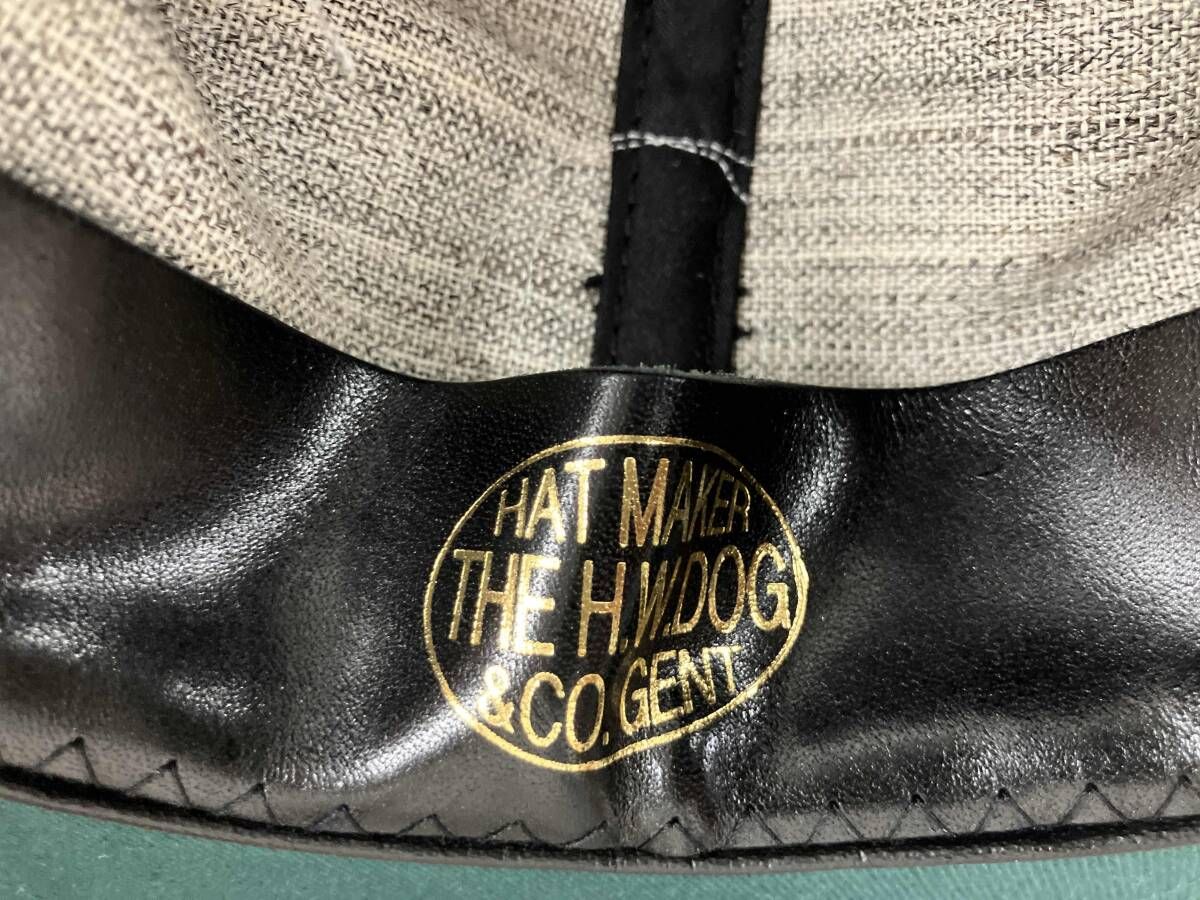 HAT MAKER
THE H.W.DOG
&CO. GENT